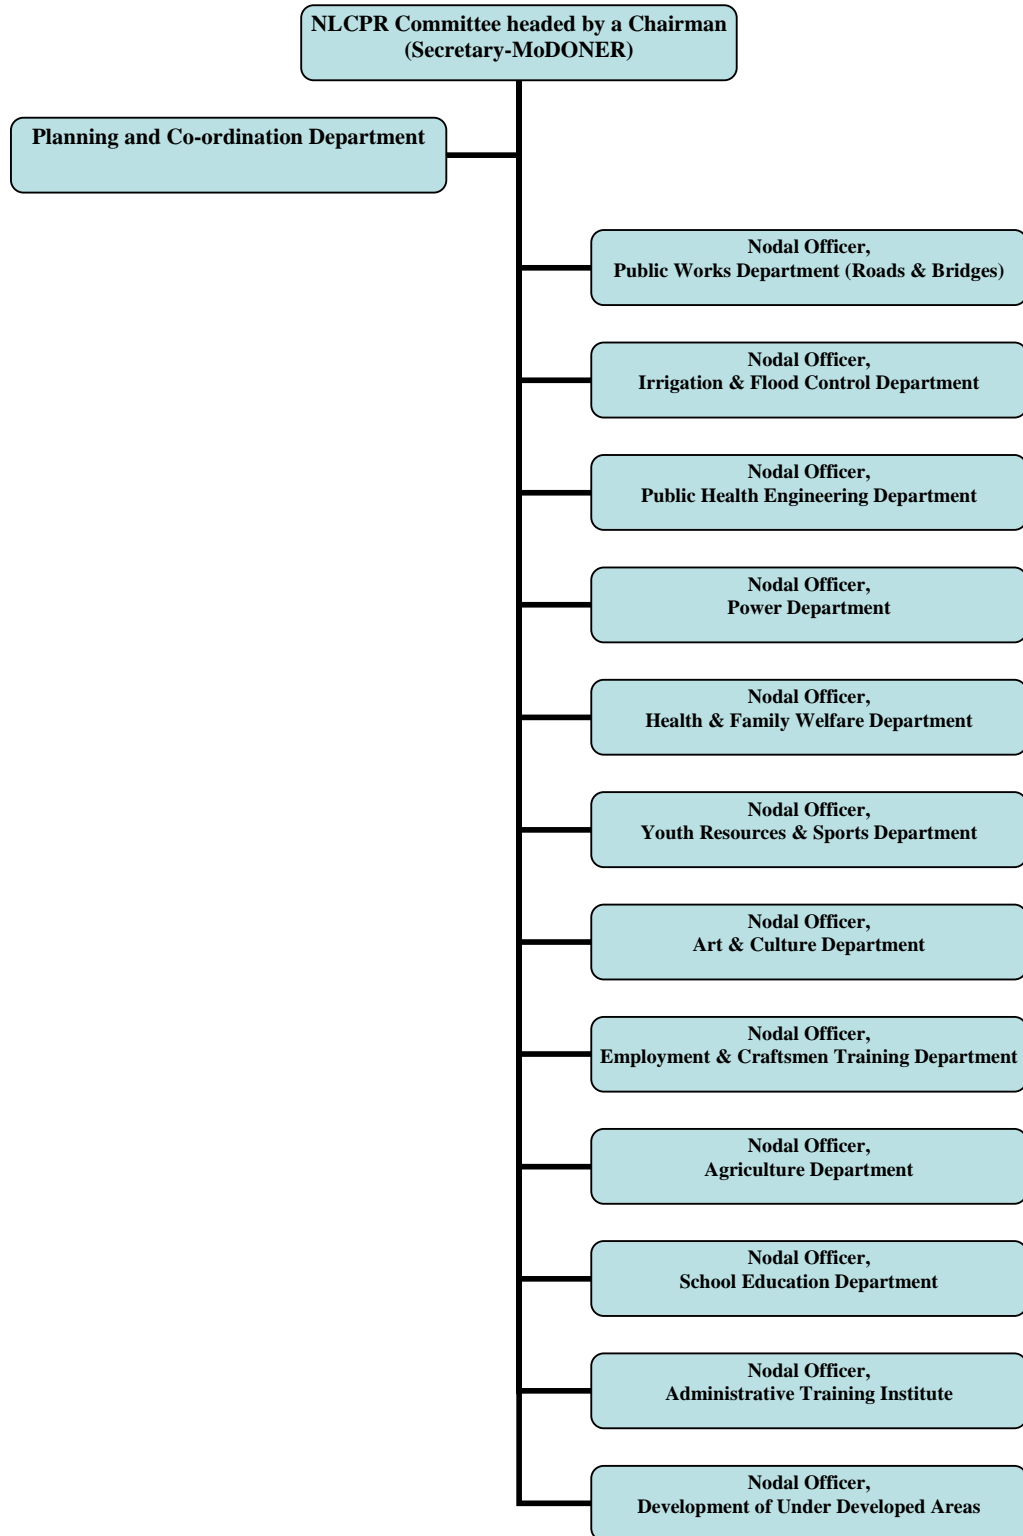 NLCPR Committee headed by a Chairman
(Secretary-MoDONER)
Planning and Co-ordination Department
Nodal Officer,
Public Works Department (Roads & Bridges)
Nodal Officer,
Irrigation & Flood Control Department
Nodal Officer,
Public Health Engineering Department
Nodal Officer,
Power Department
Nodal Officer,
Health & Family Welfare Department
Nodal Officer,
Youth Resources & Sports Department
Nodal Officer,
Art & Culture Department
Nodal Officer,
Employment & Craftsmen Training Department
Nodal Officer,
Agriculture Department
Nodal Officer,
School Education Department
Nodal Officer,
Administrative Training Institute
Nodal Officer,
Development of Under Developed Areas